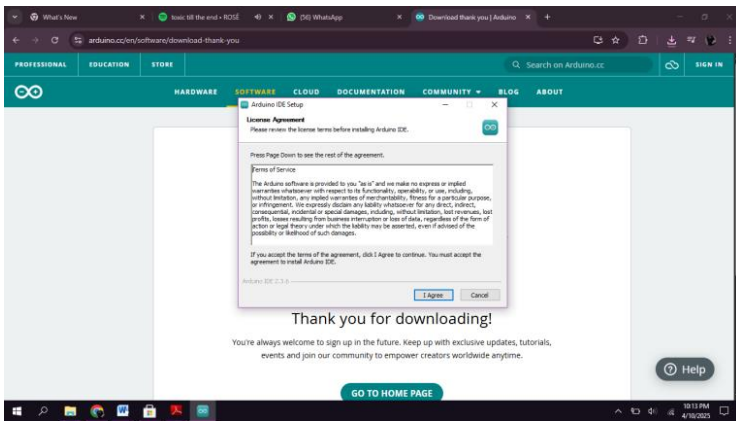 What's New
toxic till the end • ROSÉ
(56) WhatsApp
Download thank you | Arduino
arduino.cc/en/software/download-thank-you
PROFESSIONAL EDUCATION STORE
Search on Arduino.cc
SIGN IN
HARDWARE SOFTWARE CLOUD DOCUMENTATION COMMUNITY BLOG ABOUT
Arduino IDE Setup
License Agreement
Please review the license terms before installing Arduino IDE.
Press Page Down to see the rest of the agreement.
Terms of Service
The Arduino software is provided to you "as is" and we make no express or implied
warranties whatsoever with respect to its functionality, operability, or use, including,
without limitation, any implied warranties of merchantability, fitness for a particular purpose,
or infringement. We expressly disclaim any liability whatsoever for any direct, indirect,
consequential, incidental or special damages, including, without limitation, lost revenues, lost
profits, losses resulting from business interruption or loss of data, regardless of the form of
action or legal theory under which the liability may be asserted, even if advised of the
possibility or likelihood of such damages.
If you accept the terms of the agreement, click I Agree to continue. You must accept the
agreement to install Arduino IDE.
Arduino IDE 2.3.6
I Agree Cancel
Thank you for downloading!
You're always welcome to sign up in the future. Keep up with exclusive updates, tutorials,
events and join our community to empower creators worldwide anytime.
Help
GO TO HOME PAGE
10:13 PM
4/10/2025